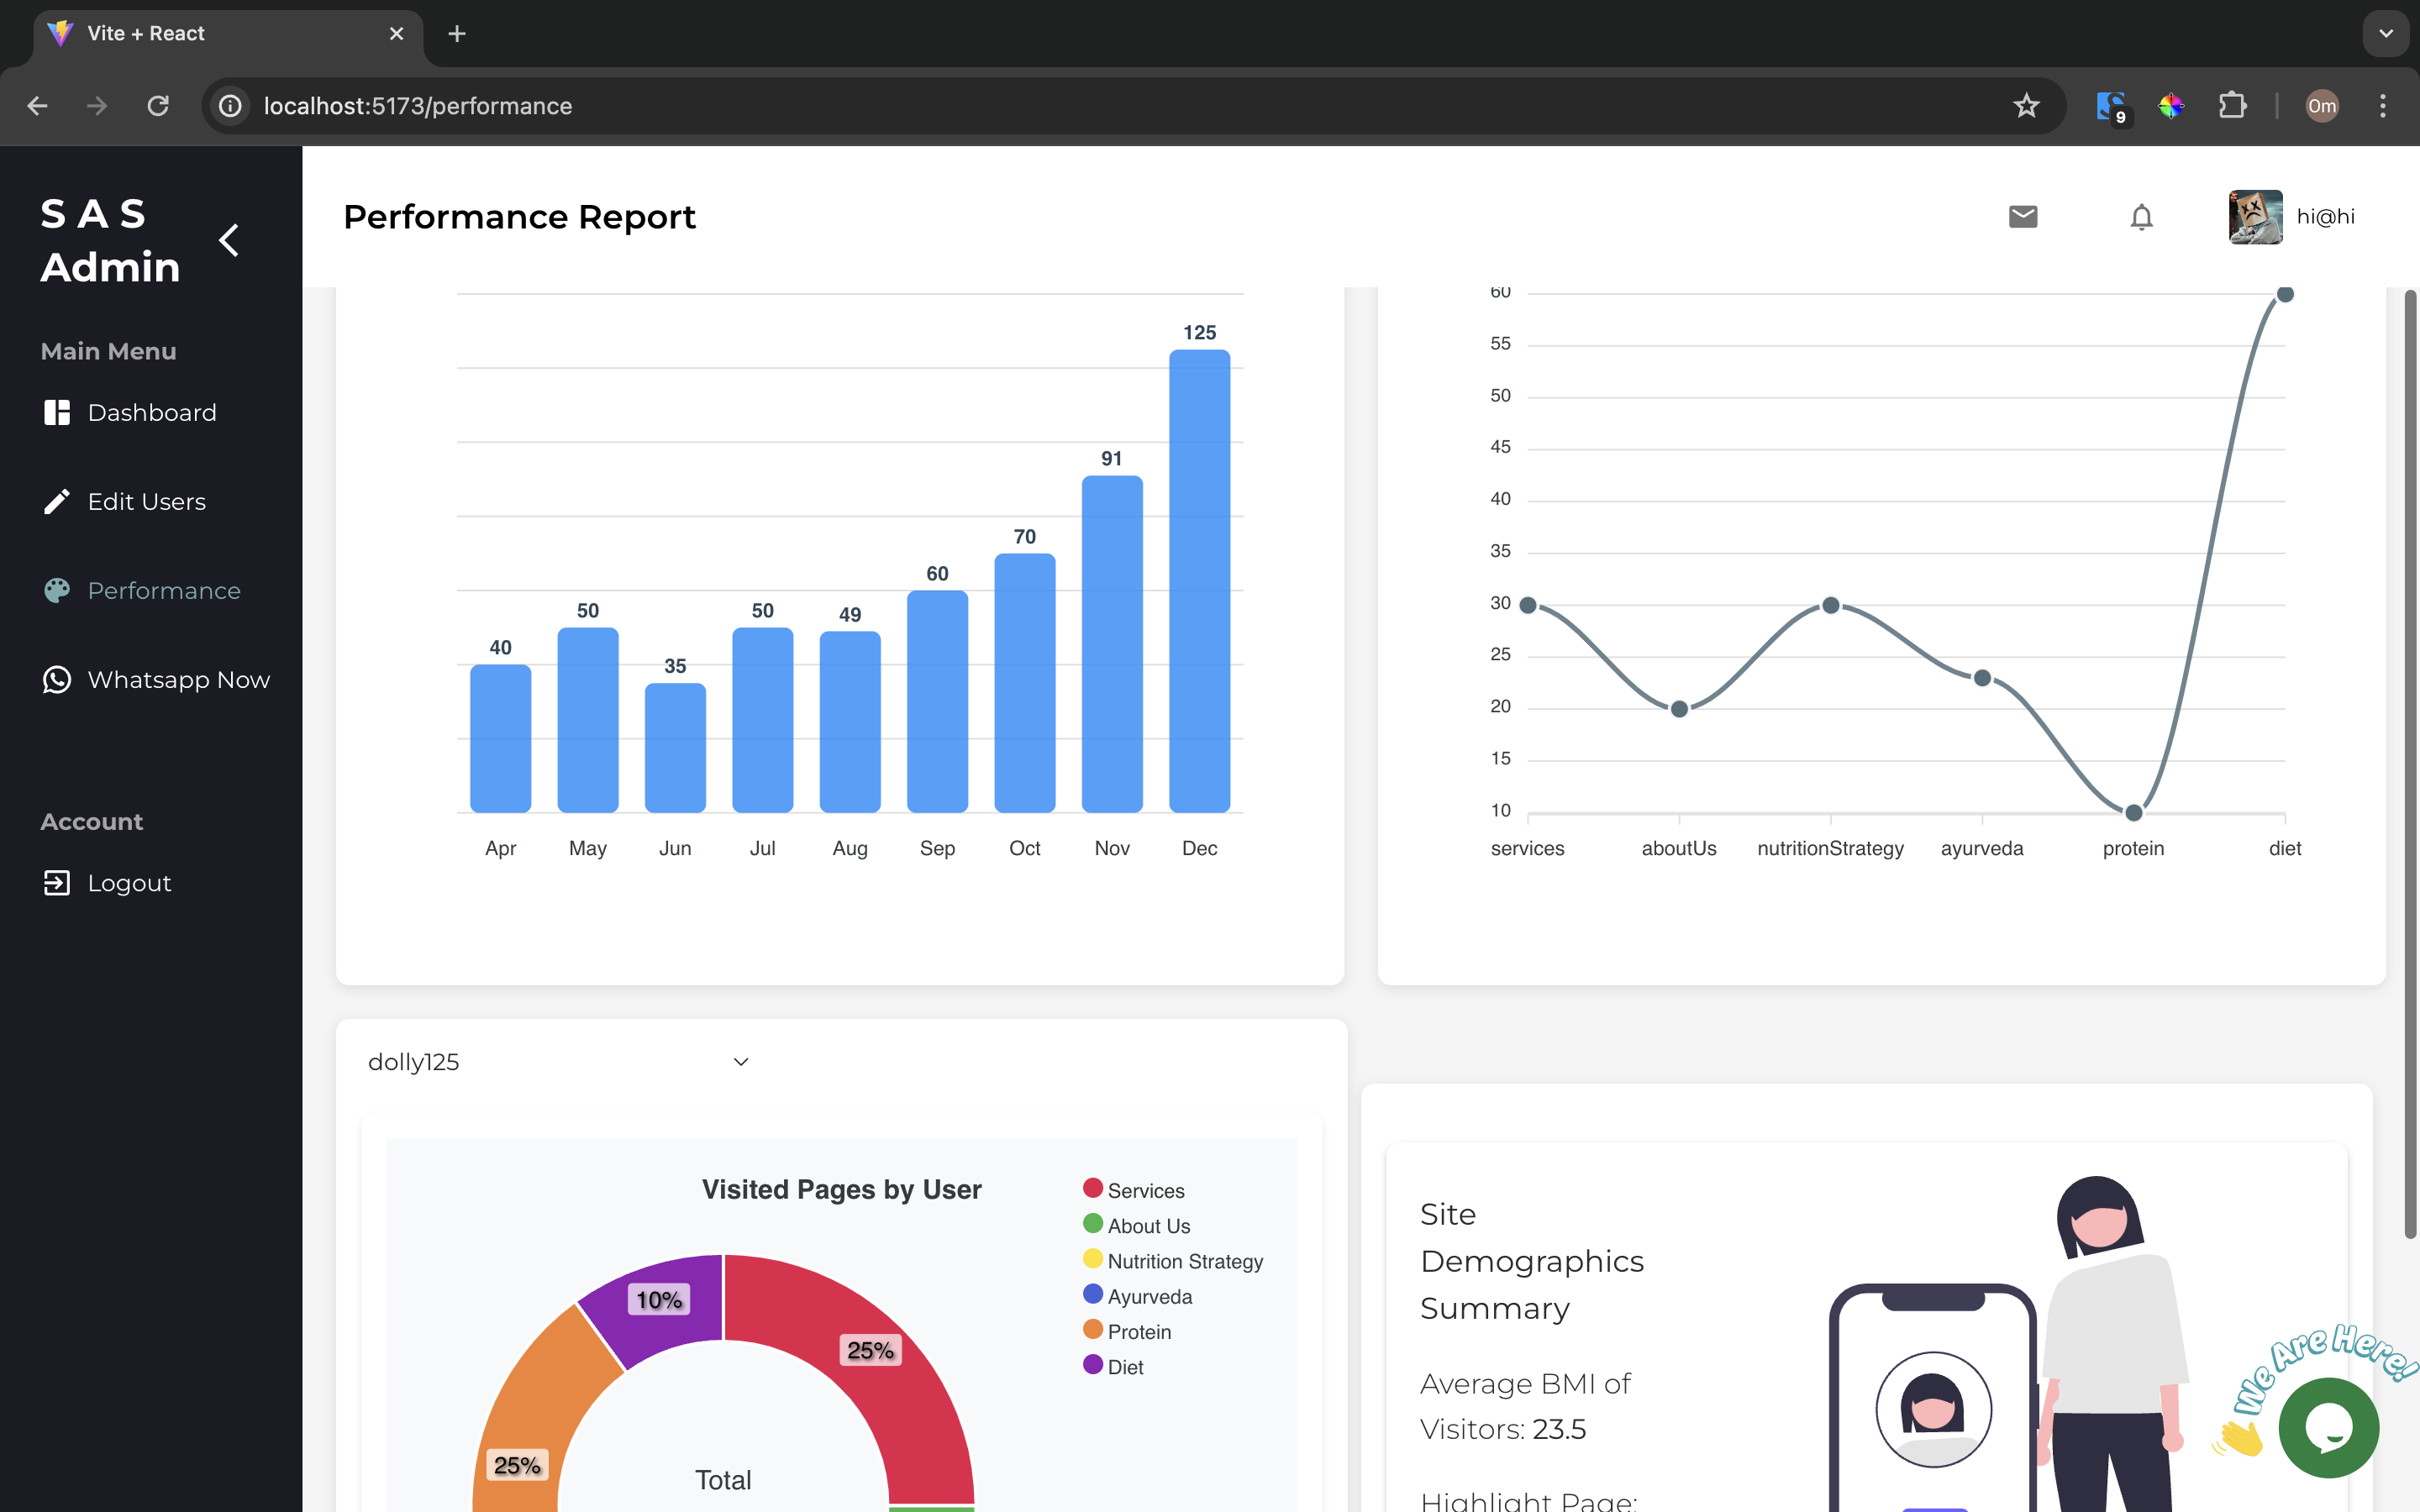 Vite + React
localhost:5173/performance
9
Om
S A S
Admin
Main Menu
Dashboard
Edit Users
Performance
Whatsapp Now
Account
Logout
Performance Report
hi@hi
125
91
70
60
50
50
49
40
35
Apr May Jun Jul Aug Sep Oct Nov Dec
60
55
50
45
40
35
30
25
20
15
10
services aboutUs nutritionStrategy ayurveda protein diet
dolly125
Visited Pages by User
Services
About Us
Nutrition Strategy
Ayurveda
Protein
Diet
10%
25%
25%
Total
Site
Demographics
Summary
Average BMI of
Visitors: 23.5
Highlight Page:
We Are Here!